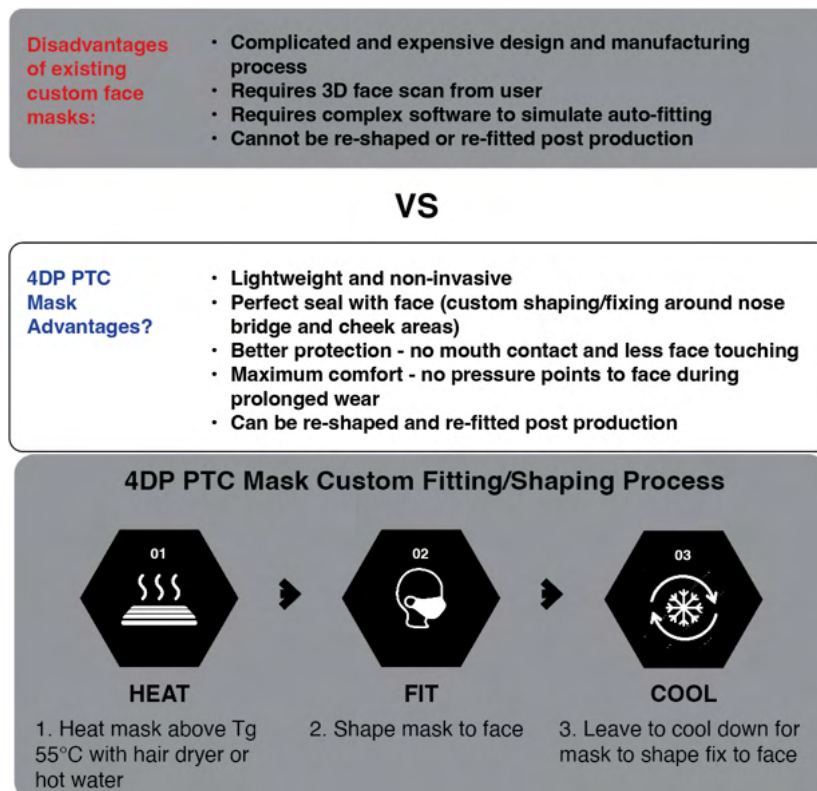 Disadvantages
of existing
custom face
masks:
• Complicated and expensive design and manufacturing
process
• Requires 3D face scan from user
• Requires complex software to simulate auto-fitting
• Cannot be re-shaped or re-fitted post production
VS
4DP PTC
Mask
Advantages?
• Lightweight and non-invasive
• Perfect seal with face (custom shaping/fixing around nose
bridge and cheek areas)
• Better protection - no mouth contact and less face touching
• Maximum comfort - no pressure points to face during
prolonged wear
• Can be re-shaped and re-fitted post production
4DP PTC Mask Custom Fitting/Shaping Process
01
02
03
HEAT
FIT
COOL
1. Heat mask above Tg
55°C with hair dryer or
hot water
2. Shape mask to face
3. Leave to cool down for
mask to shape fix to face